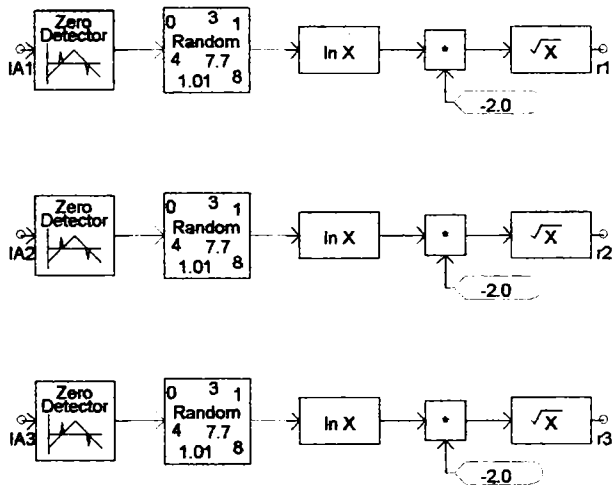 Zero
Detector
IA1
0 3 1
Random
4 7.7
1.01 8
ln X
*
-2.0
√X
r1
Zero
Detector
IA2
0 3 1
Random
4 7.7
1.01 8
ln X
*
-2.0
√X
r2
Zero
Detector
IA3
0 3 1
Random
4 7.7
1.01 8
ln X
*
-2.0
√X
r3